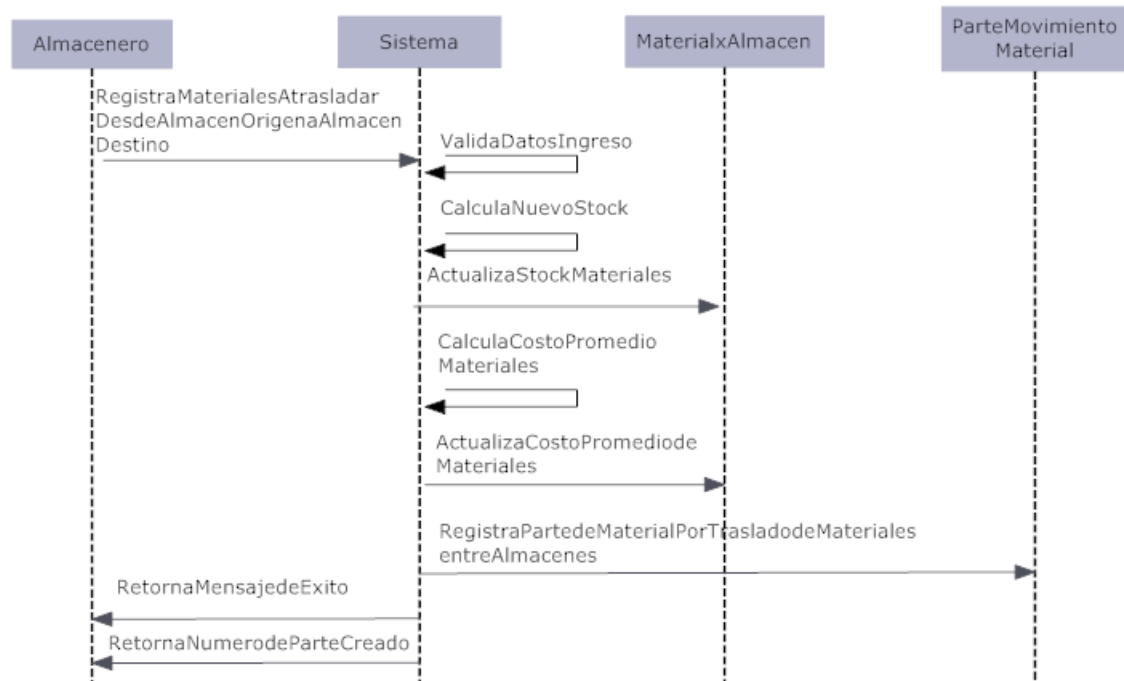 Almacenero
Sistema
MaterialxAlmacen
ParteMovimiento
Material
RegistraMaterialesAtrasladar
DesdeAlmacenOrigenaAlmacen
Destino
ValidaDatosIngreso
CalculaNuevoStock
ActualizaStockMateriales
CalculaCostoPromedio
Materiales
ActualizaCostoPromediode
Materiales
RegistraPartedeMaterialPorTrasladodeMateriales
entreAlmacenes
RetornaMensajedeExito
RetornaNumerodeParteCreado